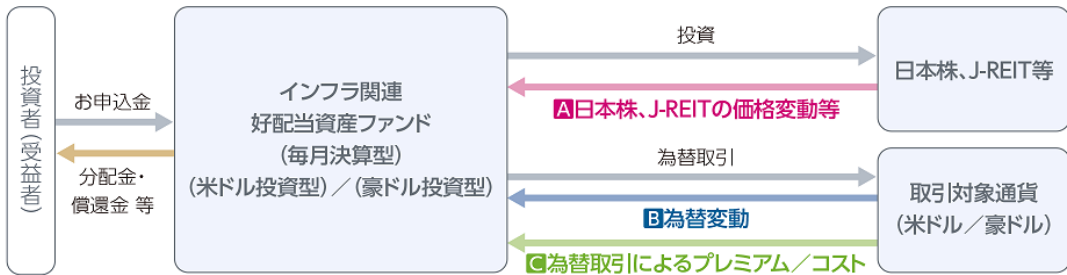 投資者（受益者）
お申込金
分配金・
償還金 等
インフラ関連
好配当資産ファンド
（毎月決算型）
（米ドル投資型）／（豪ドル投資型）
投資
A日本株、J-REITの価格変動等
日本株、J-REIT等
為替取引
B為替変動
C為替取引によるプレミアム／コスト
取引対象通貨
（米ドル／豪ドル）